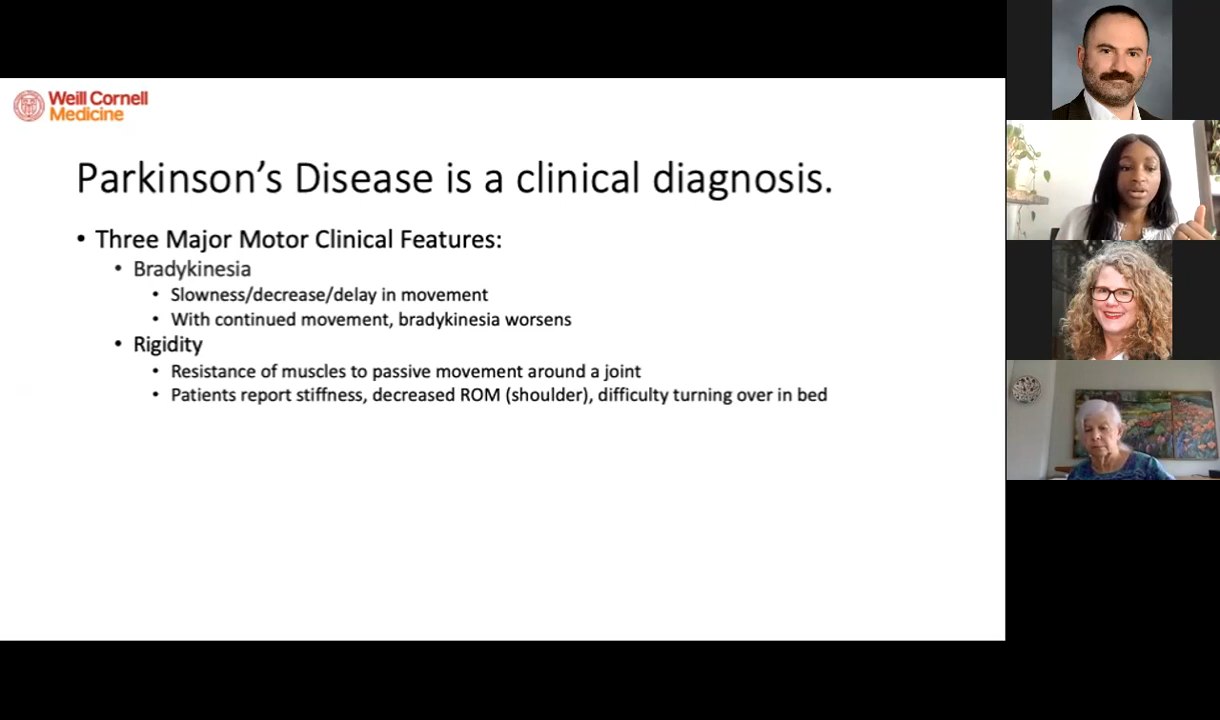 Weill Cornell
Medicine
Parkinson's Disease is a clinical diagnosis.
• Three Major Motor Clinical Features:
• Bradykinesia
• Slowness/decrease/delay in movement
• With continued movement, bradykinesia worsens
• Rigidity
• Resistance of muscles to passive movement around a joint
• Patients report stiffness, decreased ROM (shoulder), difficulty turning over in bed